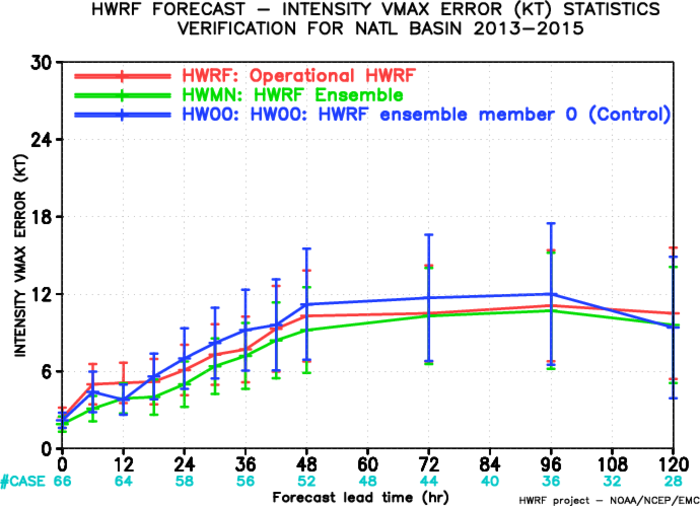 HWRF FORECAST – INTENSITY VMAX ERROR (KT) STATISTICS
VERIFICATION FOR NATL BASIN 2013–2015
HWRF: Operational HWRF
HWMN: HWRF Ensemble
HW00: HW00: HWRF ensemble member 0 (Control)
INTENSITY VMAX ERROR (KT)
30
24
18
12
6
0
0 12 24 36 48 60 72 84 96 108 120
#CASE 66 64 58 56 52 48 44 40 36 32 28
Forecast lead time (hr)
HWRF project – NOAA/NCEP/EMC